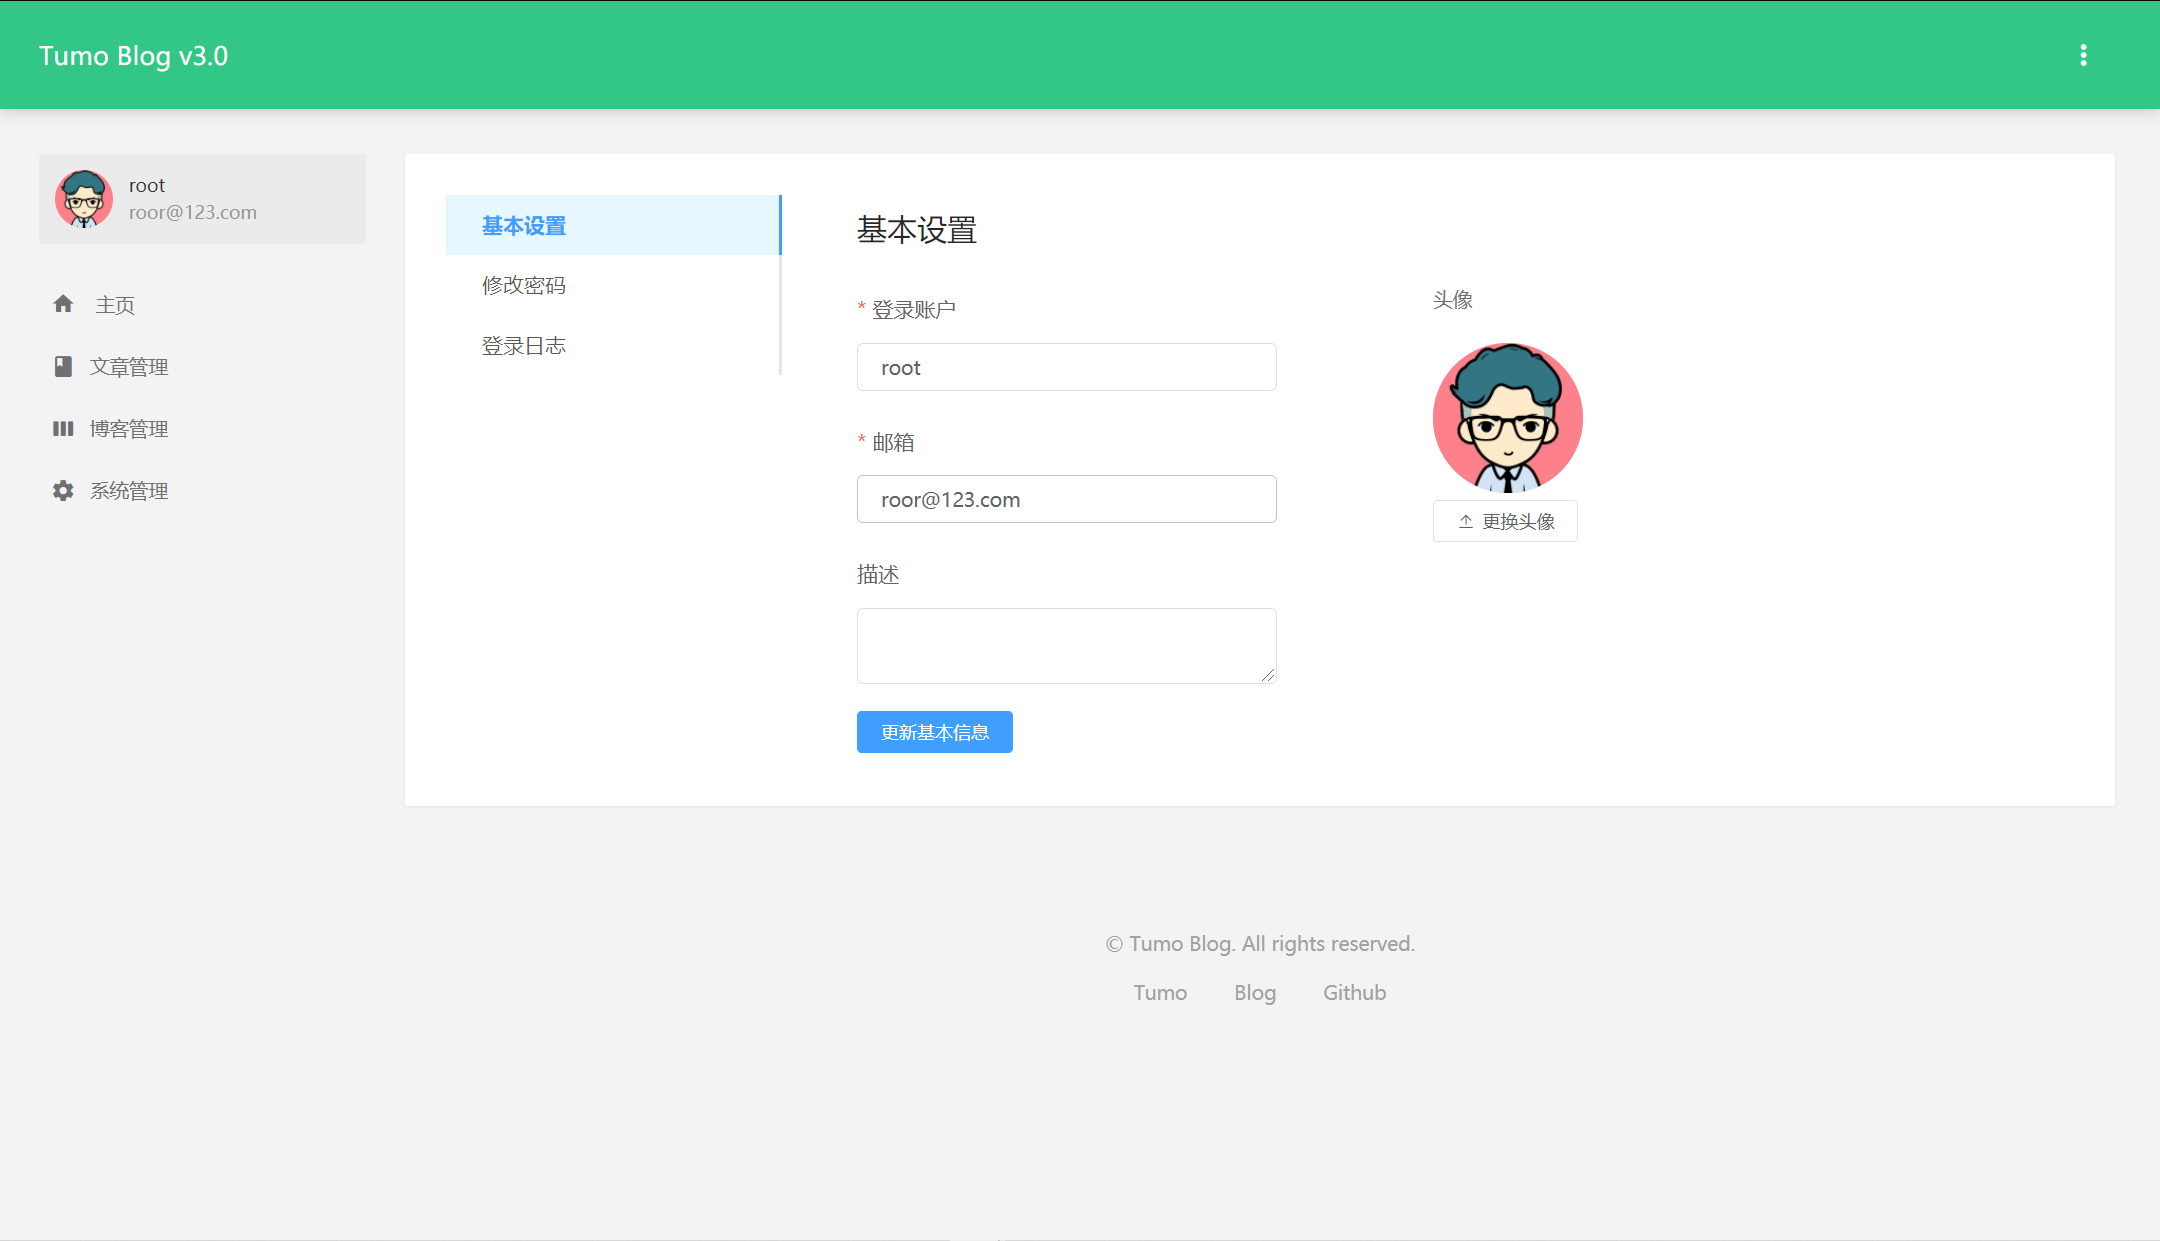 Tumo Blog v3.0
root
roor@123.com
主页
文章管理
博客管理
系统管理
基本设置
修改密码
登录日志
基本设置
* 登录账户
root
* 邮箱
roor@123.com
描述
更新基本信息
头像
更换头像
© Tumo Blog. All rights reserved.
Tumo Blog Github